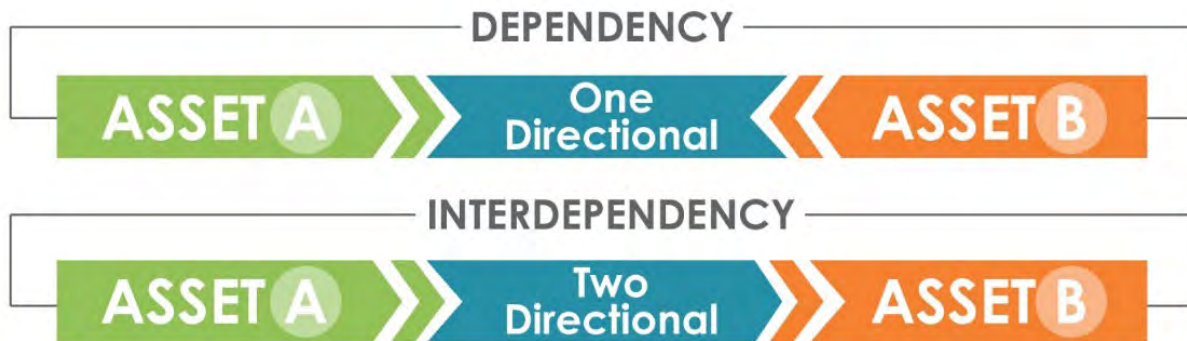 DEPENDENCY
ASSET A
One
Directional
ASSET B
INTERDEPENDENCY
ASSET A
Two
Directional
ASSET B